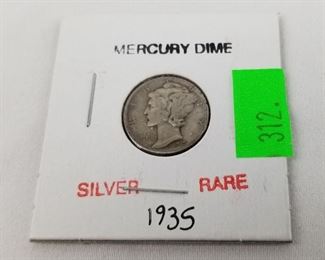 MERCURY DIME
312.
SILVER RARE
1935